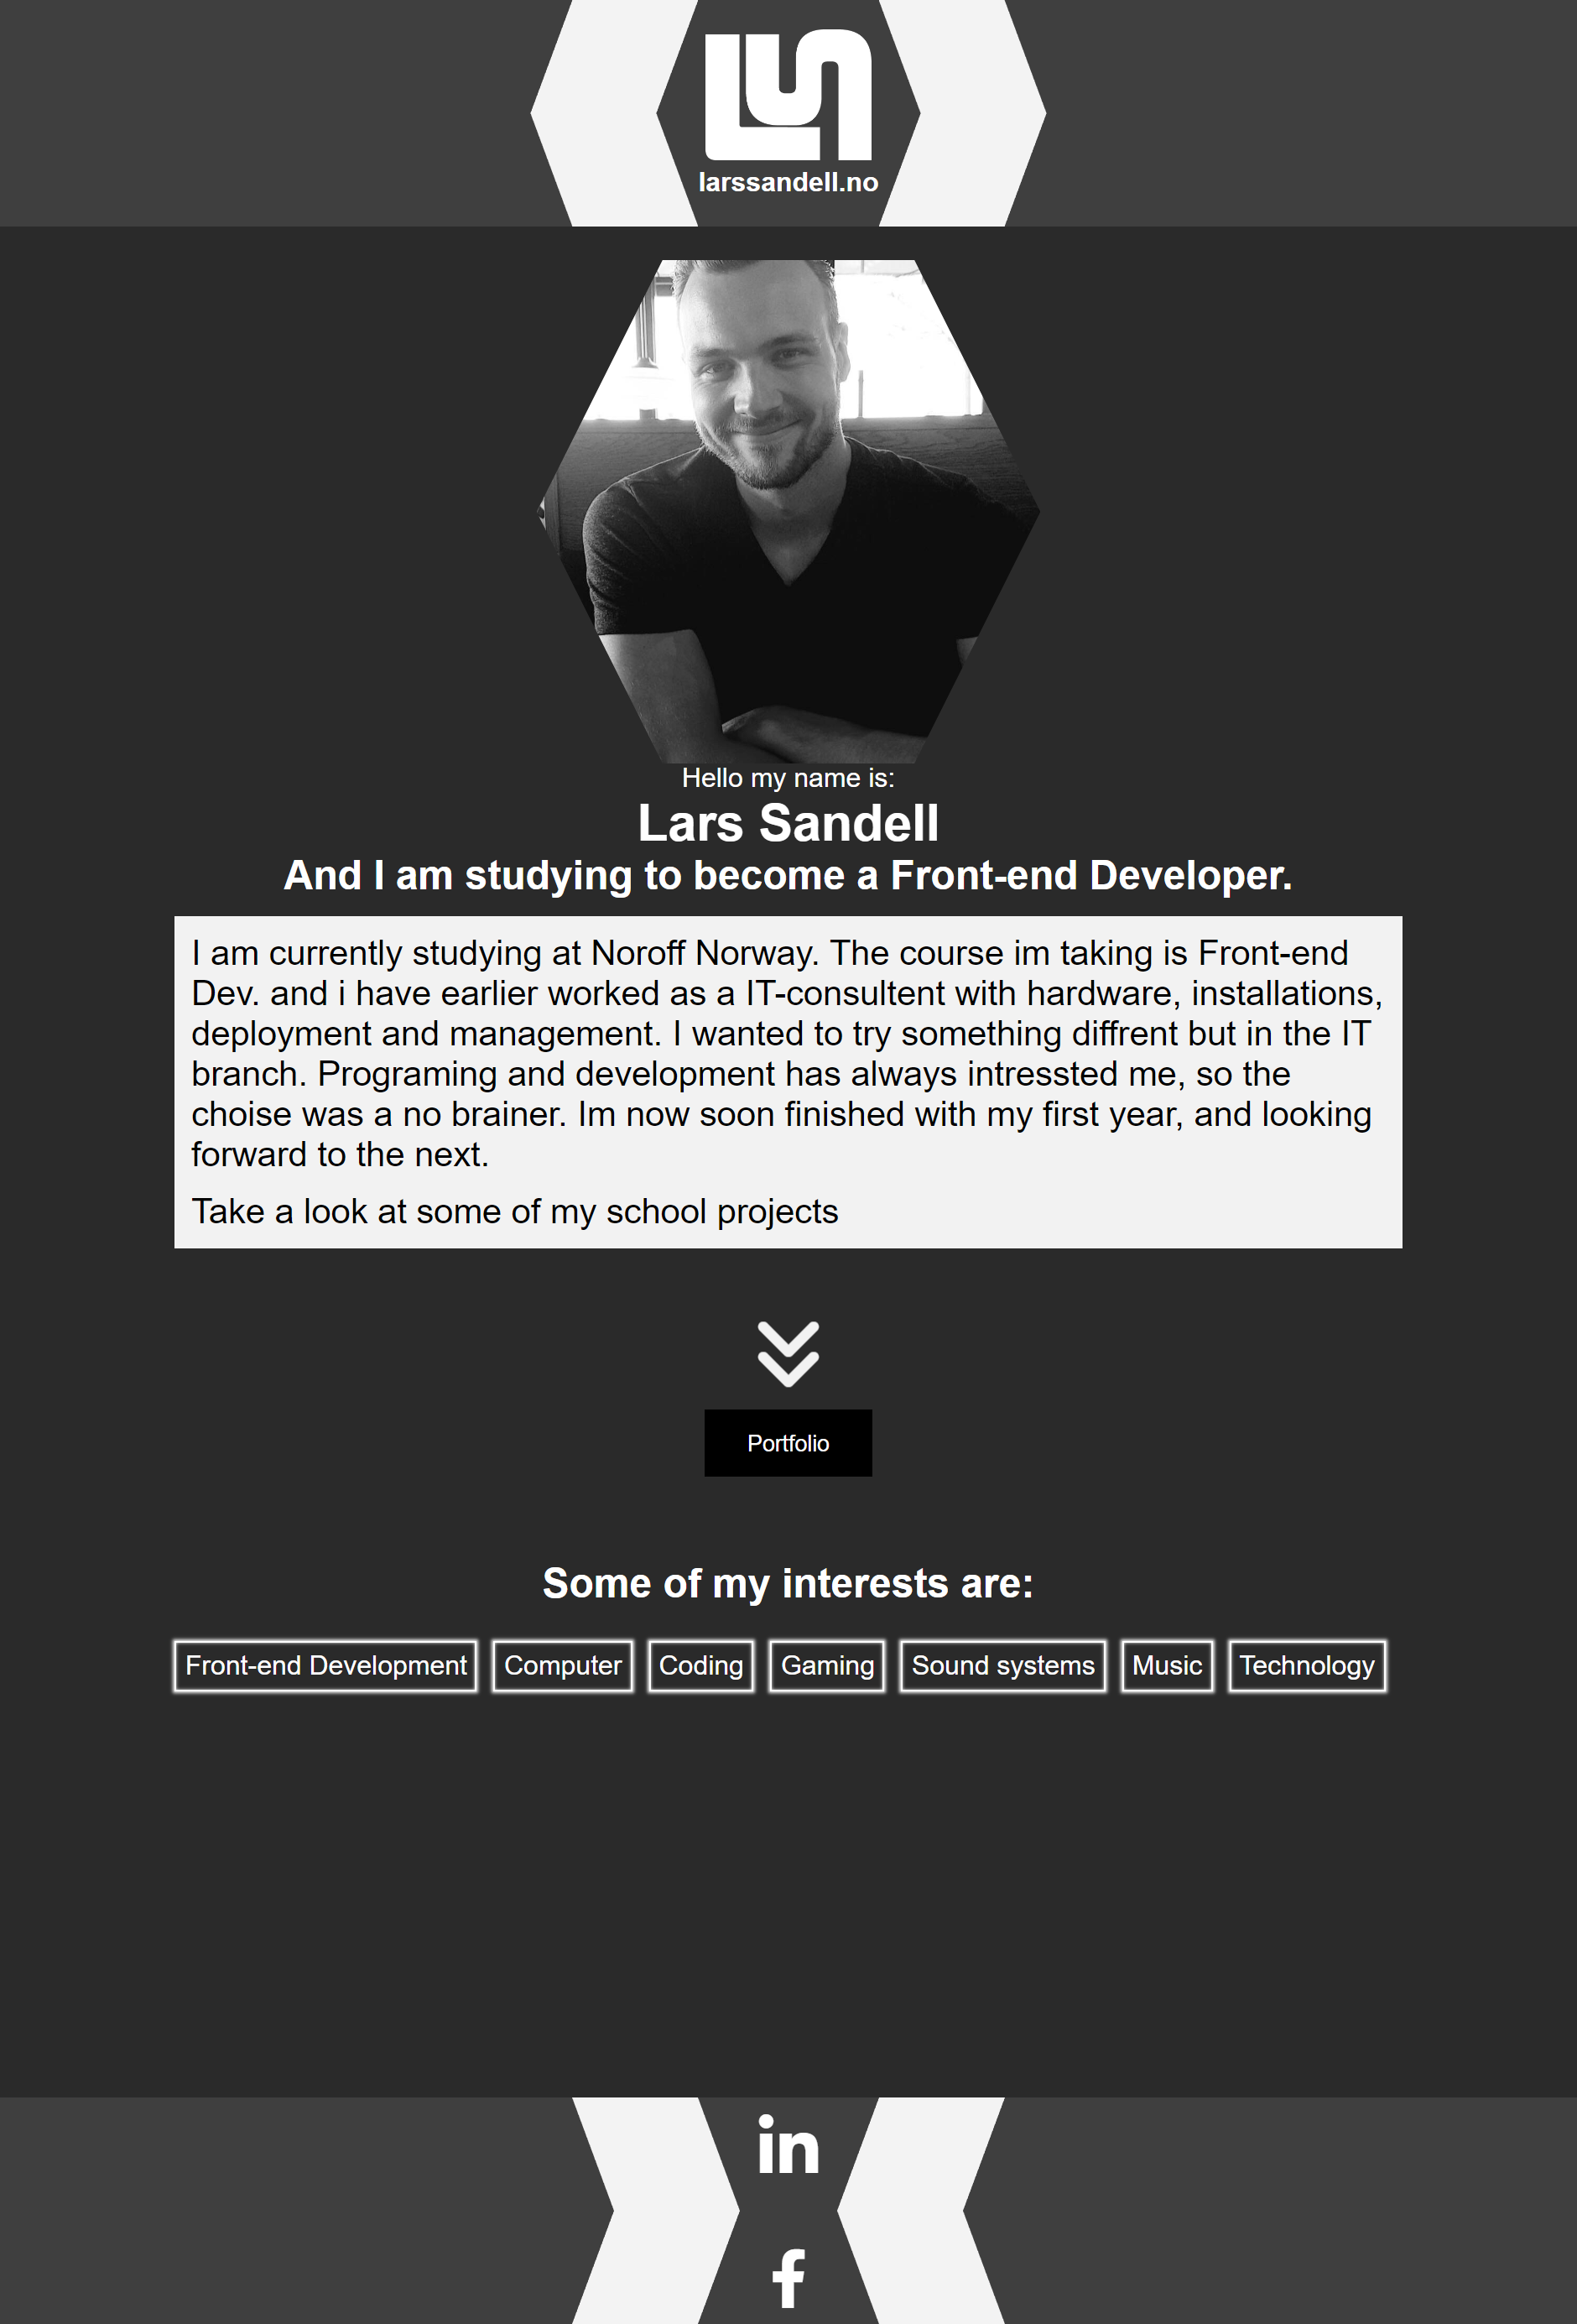 larssandell.no
Hello my name is:
Lars Sandell
And I am studying to become a Front-end Developer.
I am currently studying at Noroff Norway. The course im taking is Front-end
Dev. and i have earlier worked as a IT-consultent with hardware, installations,
deployment and management. I wanted to try something diffrent but in the IT
branch. Programing and development has always intressted me, so the
choise was a no brainer. Im now soon finished with my first year, and looking
forward to the next.
Take a look at some of my school projects
Portfolio
Some of my interests are:
Front-end Development Computer Coding Gaming Sound systems Music Technology
in
f